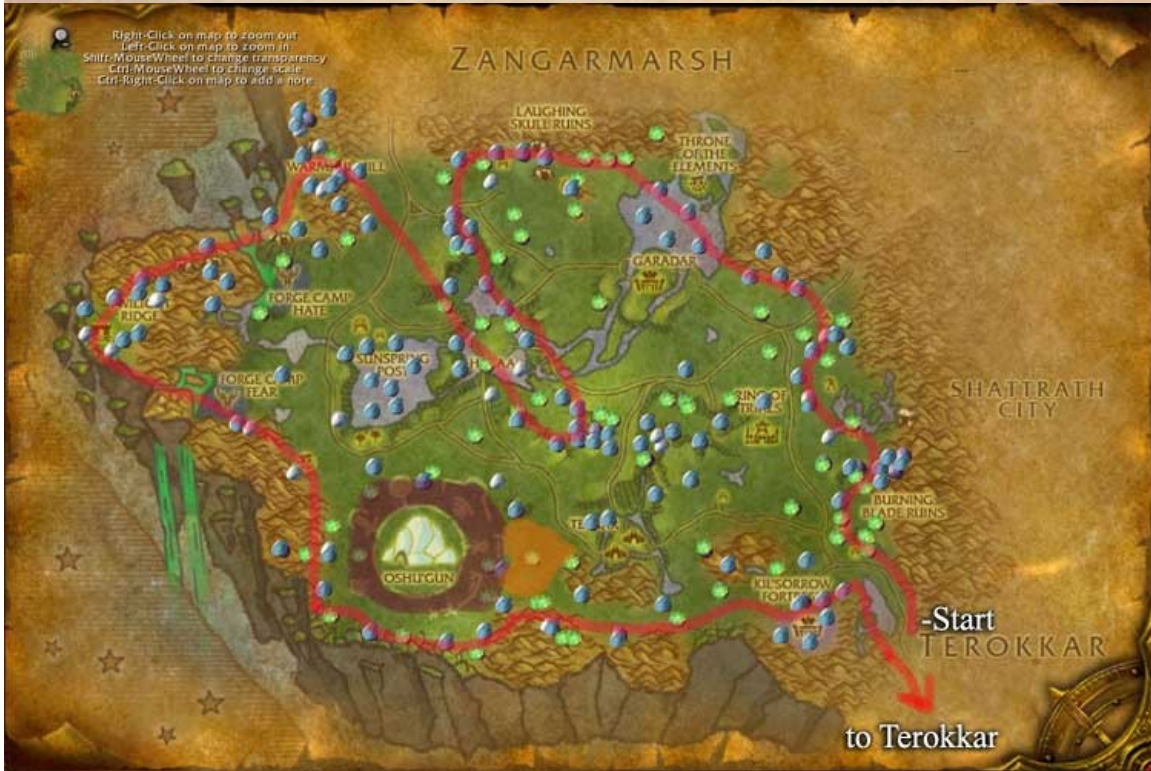 Right-Click on map to zoom out
Left-Click on map to zoom in
Shift-MouseWheel to change transparency
Ctrl-MouseWheel to change scale
Ctrl-Right-Click on map to add a note
ZANGARMARSH
LAUGHING
SKULL RUINS
THRONE
OF THE
ELEMENTS
GARADAR
RIDGE
FORGE CAMP
HATE
SUNSPRING
POST
FORGE CAMP
FEAR
RING OF
TRIALS
SHATTRATH
CITY
BURNING
BLADE RUINS
OSHU'GUN
KIL'SORROW
FORTRESS
-Start
TEROKKAR
to Terokkar